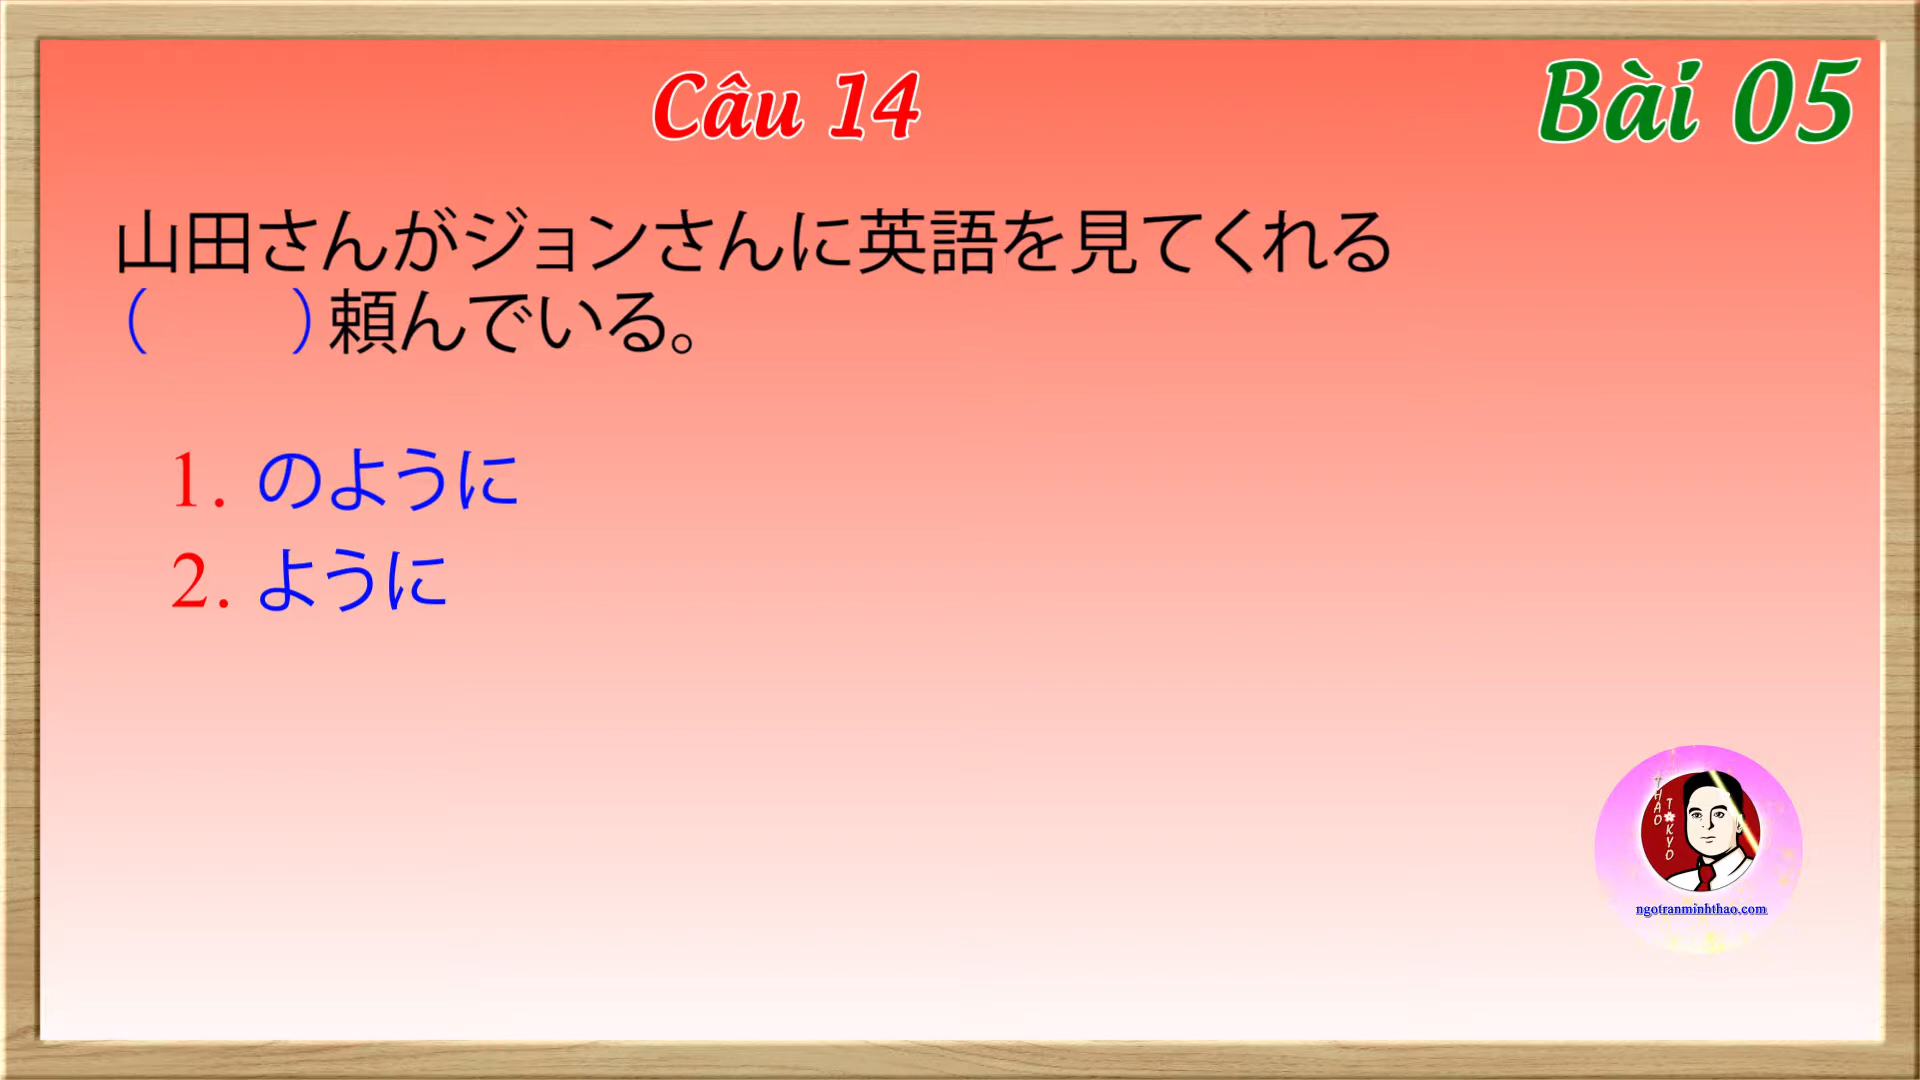 Câu 14
Bài 05
山田さんがジョンさんに英語を見てくれる
(　　)頼んでいる。
1. のように
2. ように
THAO
TOKYO
ngotranminhthao.com